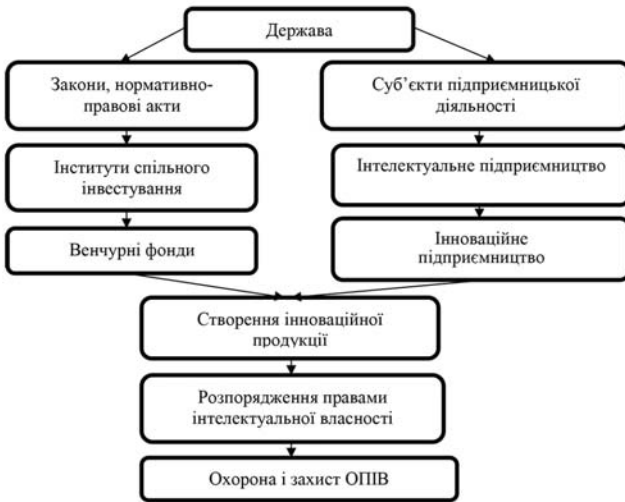 Держава
Закони, нормативно-
правові акти
Суб’єкти підприємницької
діяльності
Інститути спільного
інвестування
Інтелектуальне підприємництво
Венчурні фонди
Інноваційне
підприємництво
Створення інноваційної
продукції
Розпорядження правами
інтелектуальної власності
Охорона і захист ОПІВ